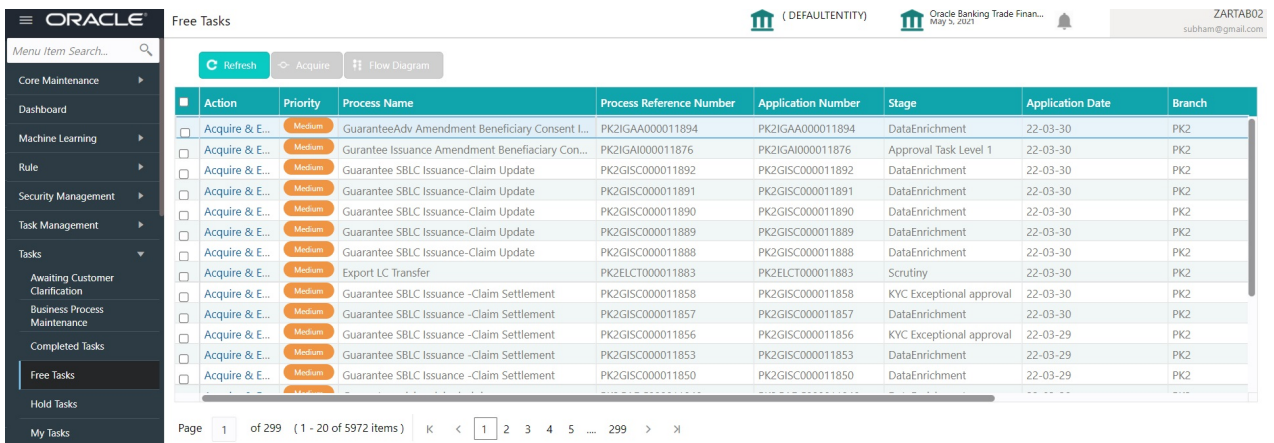 ORACLE
Free Tasks
( DEFAULTENTITY)
Oracle Banking Trade Finan...
May 5, 2021
ZARTAB02
subham@gmail.com
Menu Item Search...
Core Maintenance
Dashboard
Machine Learning
Rule
Security Management
Task Management
Tasks
Awaiting Customer
Clarification
Business Process
Maintenance
Completed Tasks
Free Tasks
Hold Tasks
My Tasks
Refresh Acquire Flow Diagram
Action Priority Process Name Process Reference Number Application Number Stage Application Date Branch
Acquire & E... Medium GuaranteeAdv Amendment Beneficiary Consent I... PK2IGAA000011894 PK2IGAA000011894 DataEnrichment 22-03-30 PK2
Acquire & E... Medium Gurantee Issuance Amendment Benefiaciary Con... PK2IGAI000011876 PK2IGAI000011876 Approval Task Level 1 22-03-30 PK2
Acquire & E... Medium Guarantee SBLC Issuance-Claim Update PK2GISC000011892 PK2GISC000011892 DataEnrichment 22-03-30 PK2
Acquire & E... Medium Guarantee SBLC Issuance-Claim Update PK2GISC000011891 PK2GISC000011891 DataEnrichment 22-03-30 PK2
Acquire & E... Medium Guarantee SBLC Issuance-Claim Update PK2GISC000011890 PK2GISC000011890 DataEnrichment 22-03-30 PK2
Acquire & E... Medium Guarantee SBLC Issuance-Claim Update PK2GISC000011889 PK2GISC000011889 DataEnrichment 22-03-30 PK2
Acquire & E... Medium Guarantee SBLC Issuance-Claim Update PK2GISC000011888 PK2GISC000011888 DataEnrichment 22-03-30 PK2
Acquire & E... Medium Export LC Transfer PK2ELCT000011883 PK2ELCT000011883 Scrutiny 22-03-30 PK2
Acquire & E... Medium Guarantee SBLC Issuance -Claim Settlement PK2GISC000011858 PK2GISC000011858 KYC Exceptional approval 22-03-30 PK2
Acquire & E... Medium Guarantee SBLC Issuance -Claim Settlement PK2GISC000011857 PK2GISC000011857 DataEnrichment 22-03-30 PK2
Acquire & E... Medium Guarantee SBLC Issuance -Claim Settlement PK2GISC000011856 PK2GISC000011856 KYC Exceptional approval 22-03-29 PK2
Acquire & E... Medium Guarantee SBLC Issuance -Claim Settlement PK2GISC000011853 PK2GISC000011853 DataEnrichment 22-03-29 PK2
Acquire & E... Medium Guarantee SBLC Issuance -Claim Settlement PK2GISC000011850 PK2GISC000011850 DataEnrichment 22-03-29 PK2
Page 1 of 299 ( 1 - 20 of 5972 items ) 1 2 3 4 5 .... 299